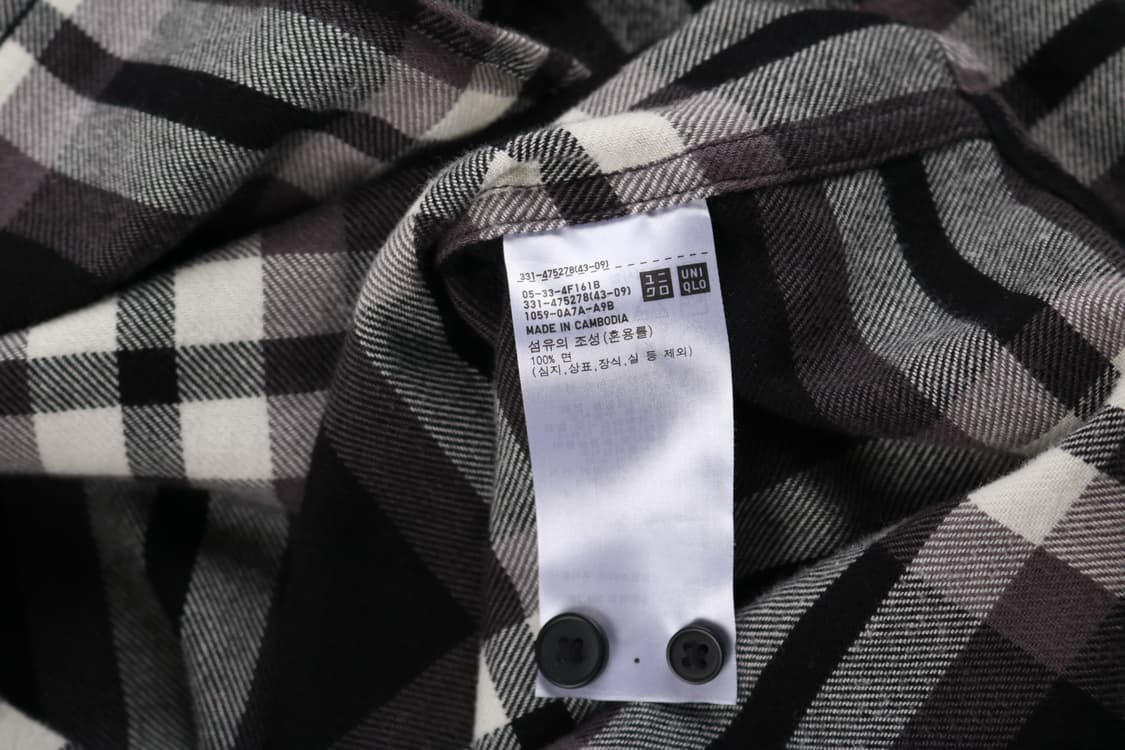 331-475278(43-09)
05-33-4F161B
331-475278(43-09)
1059-0A7A-A9B
ユニ
クロ
UNI
QLO
MADE IN CAMBODIA
섬유의 조성(혼용률)
100% 면
(심지,상표,장식,실 등 제외)